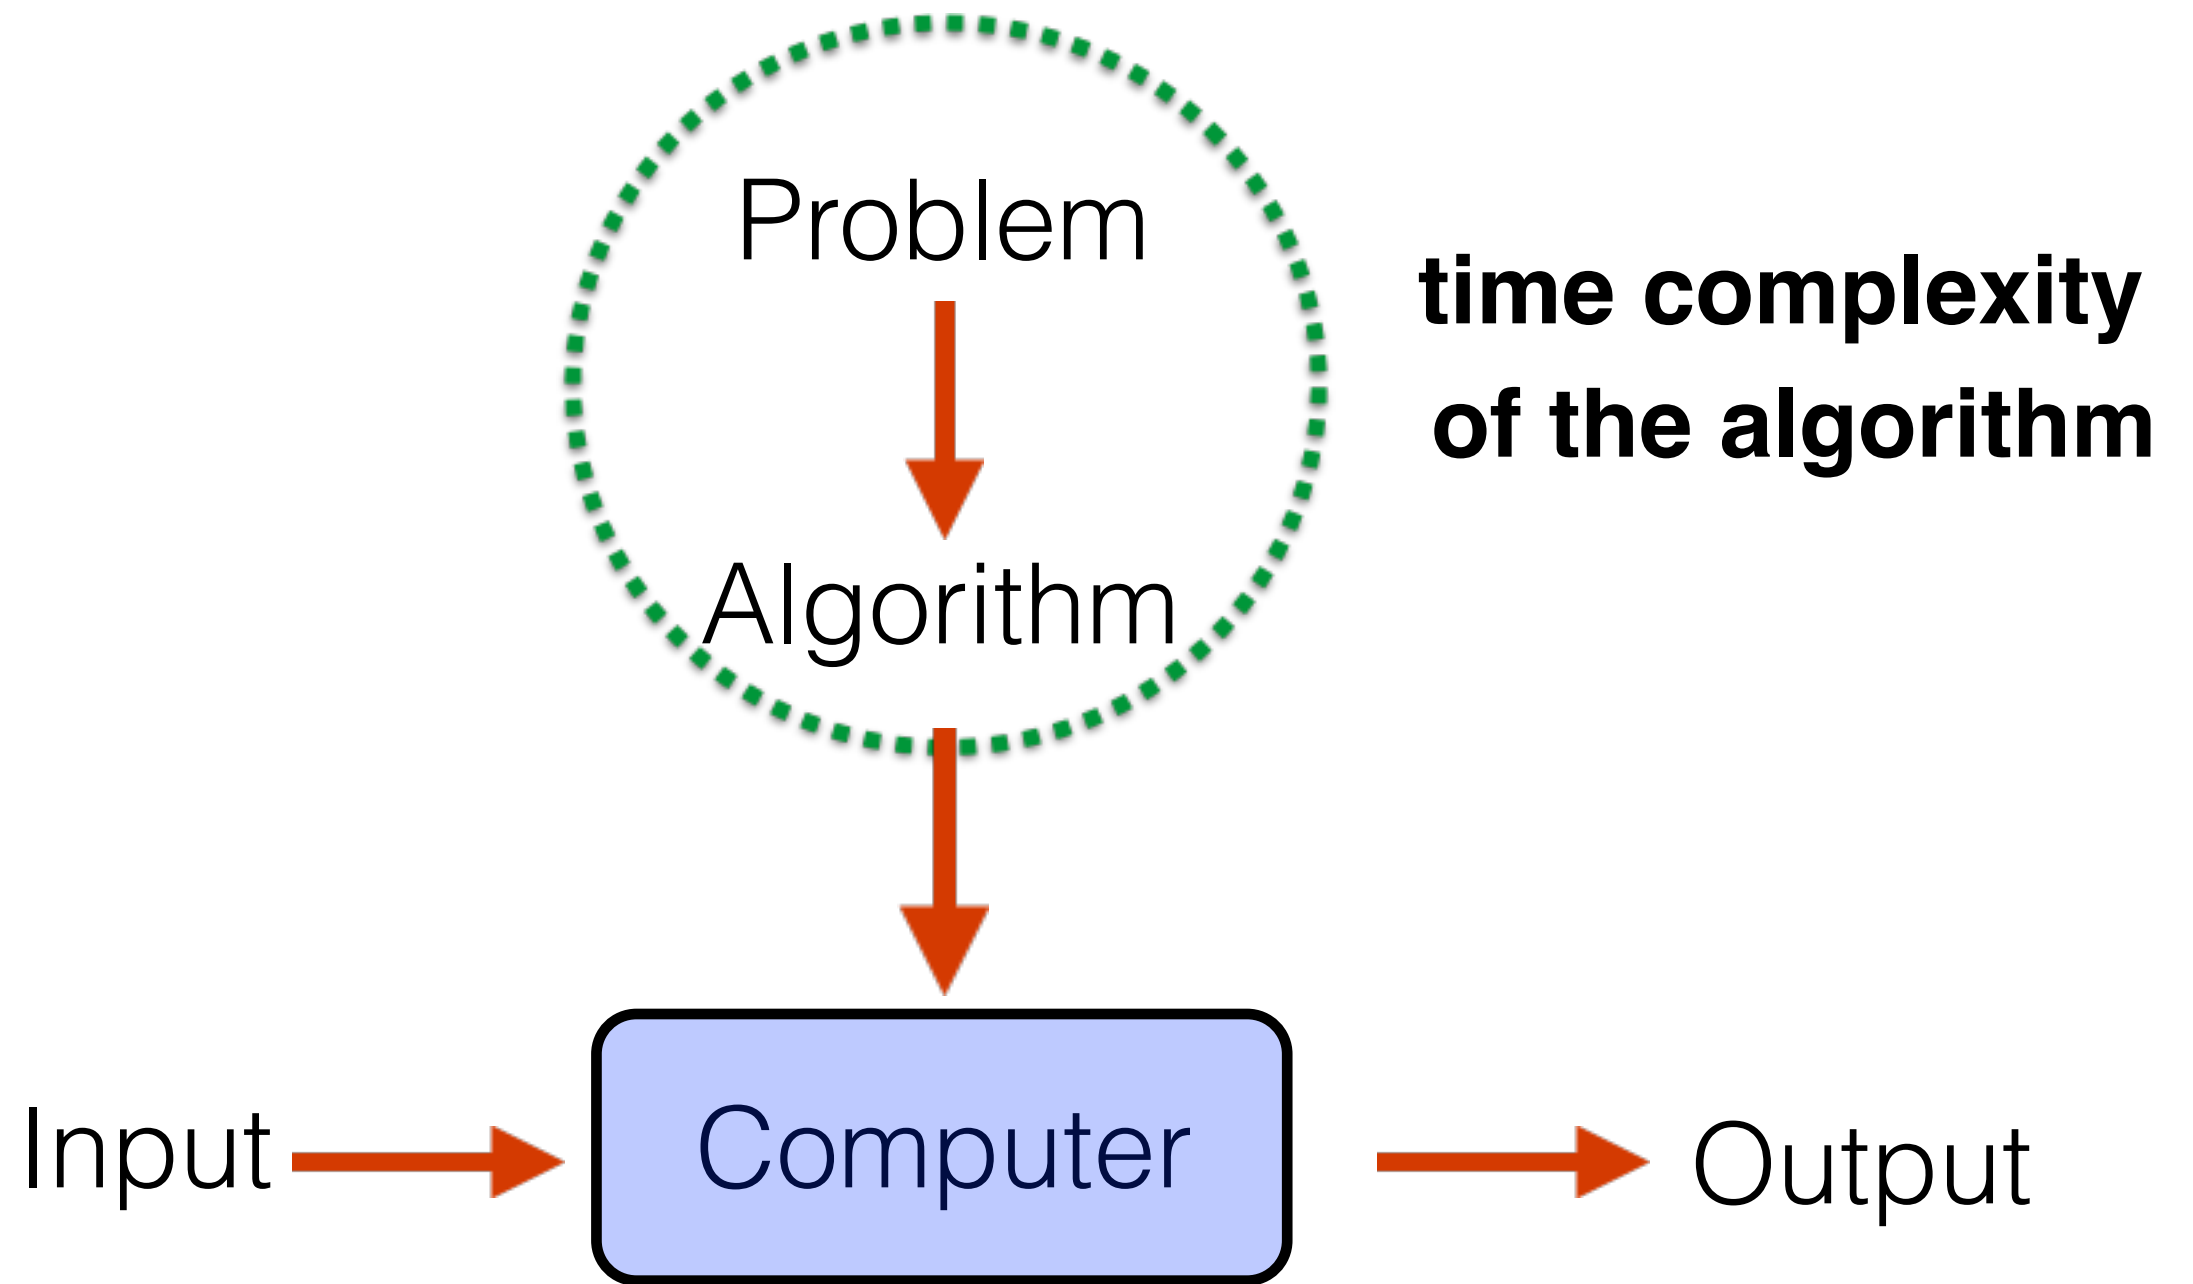 Problem
time complexity
of the algorithm
Algorithm
Input
Computer
Output